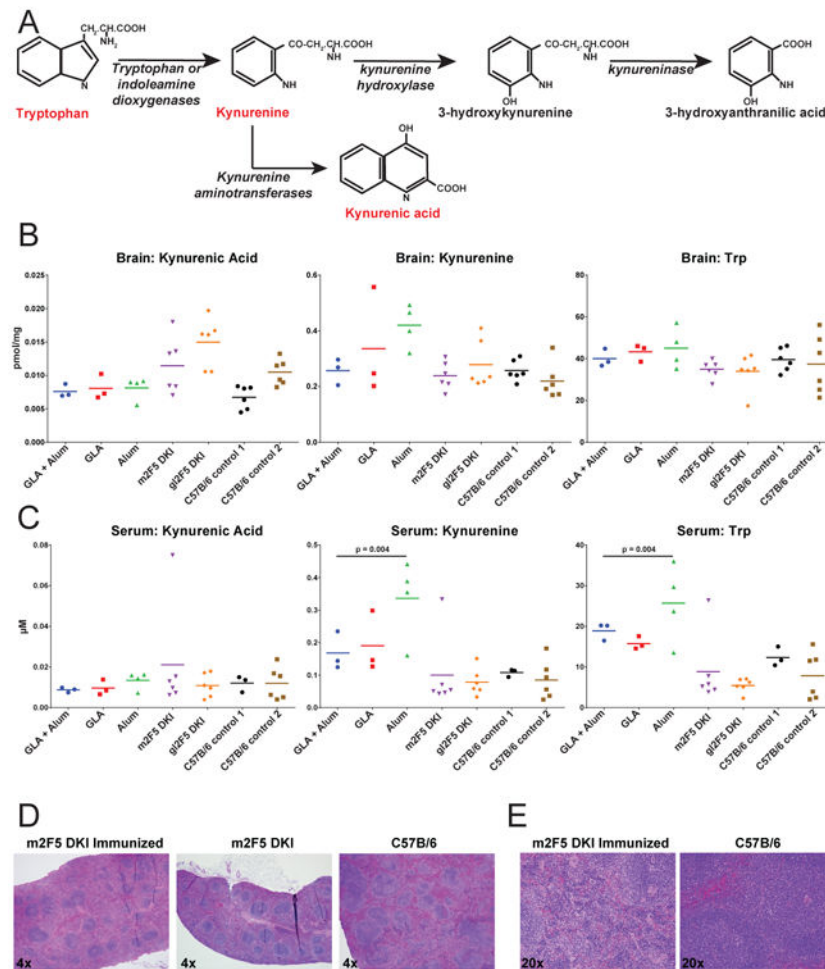 A
CH₂CHCOOH
NH₂
N
Tryptophan
Tryptophan or
indoleamine
dioxygenases
CO-CH₂CHCOOH
NH
NH
Kynurenine
kynurenine
hydroxylase
CO-CH₂CHCOOH
NH
NH
OH
3-hydroxykynurenine
kynureninase
COOH
NH
OH
3-hydroxyanthranilic acid
Kynurenine
aminotransferases
OH
COOH
N
Kynurenic acid
B
Brain: Kynurenic Acid
pmol/mg
0.025
0.020
0.015
0.010
0.005
0.000
GLA + Alum
GLA
Alum
m2F5 DKI
gl2F5 DKI
C57B/6 control 1
C57B/6 control 2
Brain: Kynurenine
0.6
0.4
0.2
0.0
GLA + Alum
GLA
Alum
m2F5 DKI
gl2F5 DKI
C57B/6 control 1
C57B/6 control 2
Brain: Trp
80
60
40
20
0
GLA + Alum
GLA
Alum
m2F5 DKI
gl2F5 DKI
C57B/6 control 1
C57B/6 control 2
C
Serum: Kynurenic Acid
µM
0.08
0.06
0.04
0.02
0.00
GLA + Alum
GLA
Alum
m2F5 DKI
gl2F5 DKI
C57B/6 control 1
C57B/6 control 2
Serum: Kynurenine
p = 0.004
0.5
0.4
0.3
0.2
0.1
0.0
GLA + Alum
GLA
Alum
m2F5 DKI
gl2F5 DKI
C57B/6 control 1
C57B/6 control 2
Serum: Trp
p = 0.004
40
30
20
10
0
GLA + Alum
GLA
Alum
m2F5 DKI
gl2F5 DKI
C57B/6 control 1
C57B/6 control 2
D
m2F5 DKI Immunized
4x
m2F5 DKI
4x
C57B/6
4x
E
m2F5 DKI Immunized
20x
C57B/6
20x